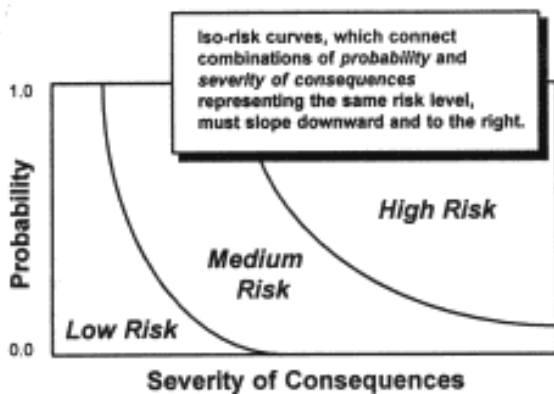 Iso-risk curves, which connect
combinations of probability and
severity of consequences
representing the same risk level,
must slope downward and to the right.
1.0
Probability
High Risk
Medium
Risk
Low Risk
0.0
Severity of Consequences